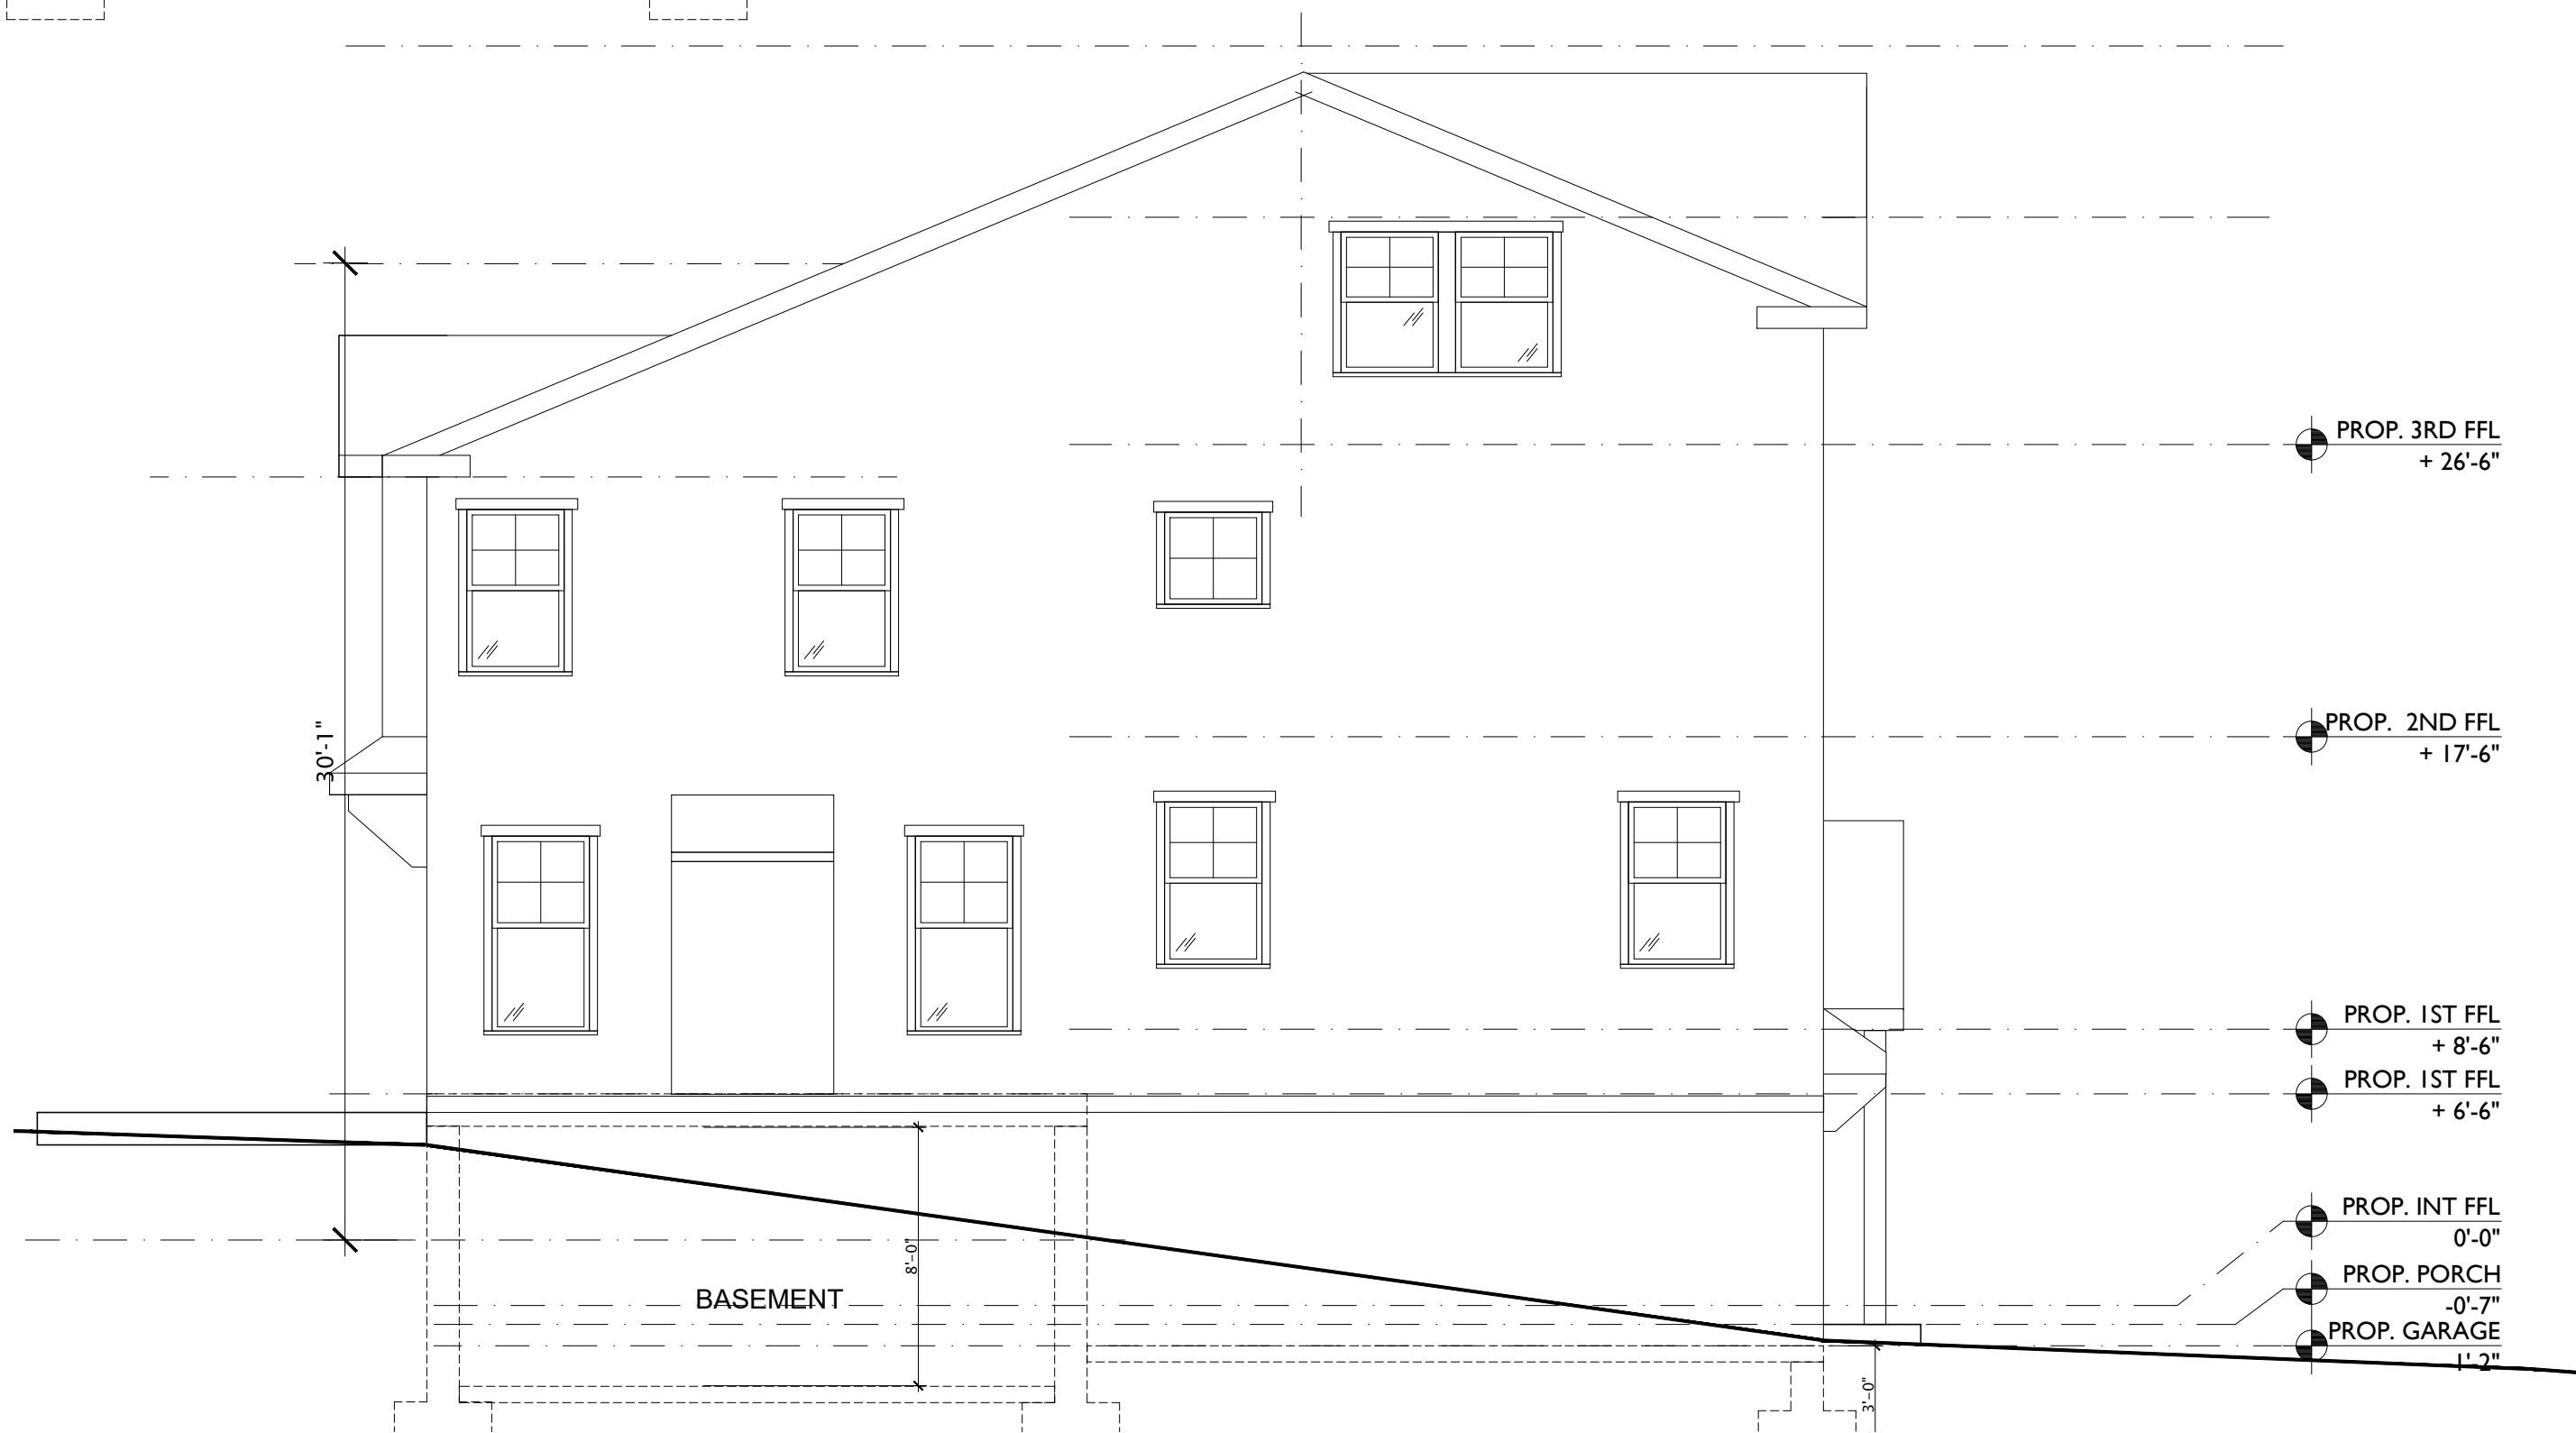 PROP. 3RD FFL
+ 26'-6"
PROP. 2ND FFL
+ 17'-6"
30'-1"
PROP. 1ST FFL
+ 8'-6"
PROP. 1ST FFL
+ 6'-6"
PROP. INT FFL
0'-0"
8'-0"
BASEMENT
PROP. PORCH
-0'-7"
PROP. GARAGE
1'-2"
3'-0"